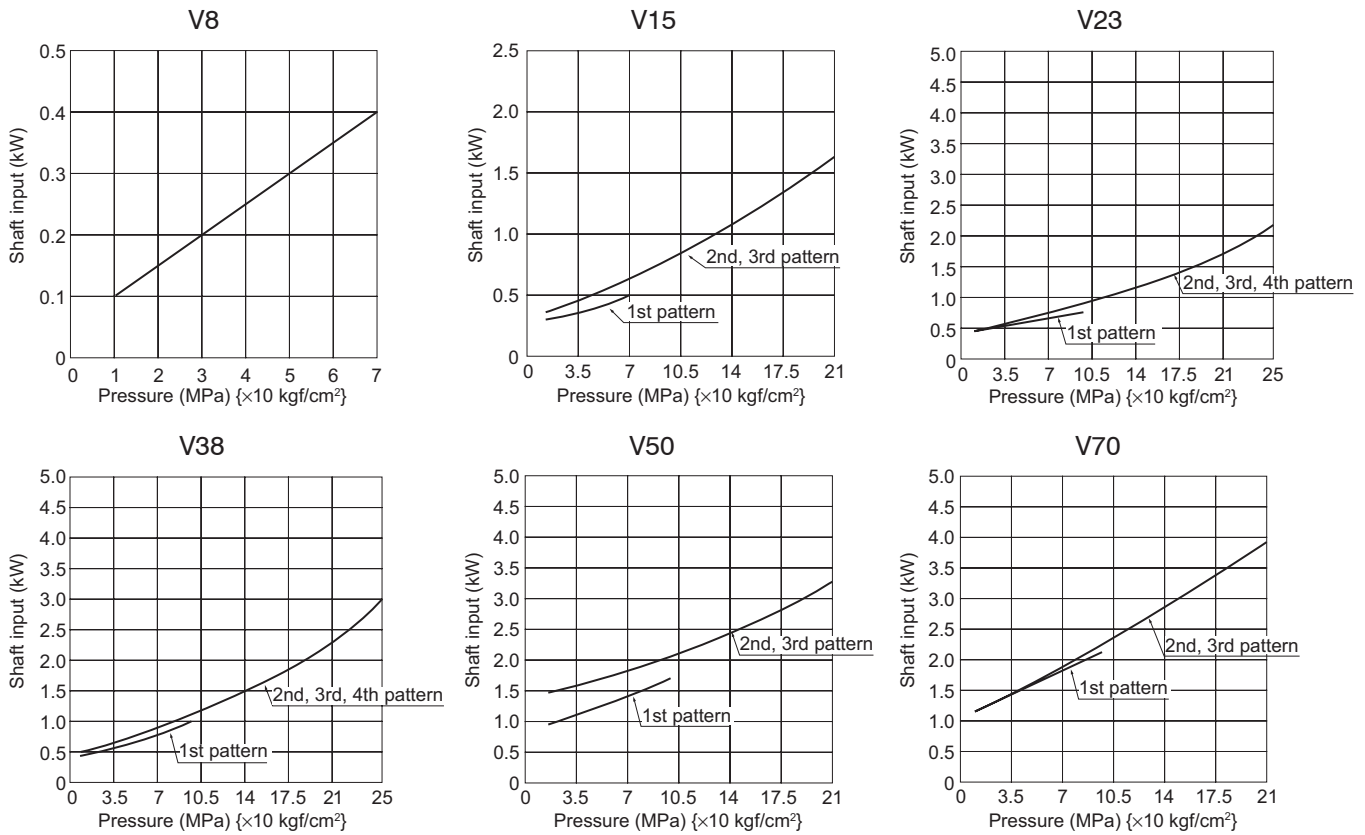 V8
0.5
0.4
0.3
0.2
0.1
0
Shaft input (kW)
0 1 2 3 4 5 6 7
Pressure (MPa) {×10 kgf/cm²}
V15
2.5
2.0
1.5
1.0
0.5
0
Shaft input (kW)
2nd, 3rd pattern
1st pattern
0 3.5 7 10.5 14 17.5 21
Pressure (MPa) {×10 kgf/cm²}
V23
5.0
4.5
4.0
3.5
3.0
2.5
2.0
1.5
1.0
0.5
0
Shaft input (kW)
2nd, 3rd, 4th pattern
1st pattern
0 3.5 7 10.5 14 17.5 21 25
Pressure (MPa) {×10 kgf/cm²}
V38
5.0
4.5
4.0
3.5
3.0
2.5
2.0
1.5
1.0
0.5
0
Shaft input (kW)
2nd, 3rd, 4th pattern
1st pattern
0 3.5 7 10.5 14 17.5 21 25
Pressure (MPa) {×10 kgf/cm²}
V50
5.0
4.5
4.0
3.5
3.0
2.5
2.0
1.5
1.0
0.5
0
Shaft input (kW)
2nd, 3rd pattern
1st pattern
0 3.5 7 10.5 14 17.5 21
Pressure (MPa) {×10 kgf/cm²}
V70
5.0
4.5
4.0
3.5
3.0
2.5
2.0
1.5
1.0
0.5
0
Shaft input (kW)
2nd, 3rd pattern
1st pattern
0 3.5 7 10.5 14 17.5 21
Pressure (MPa) {×10 kgf/cm²}